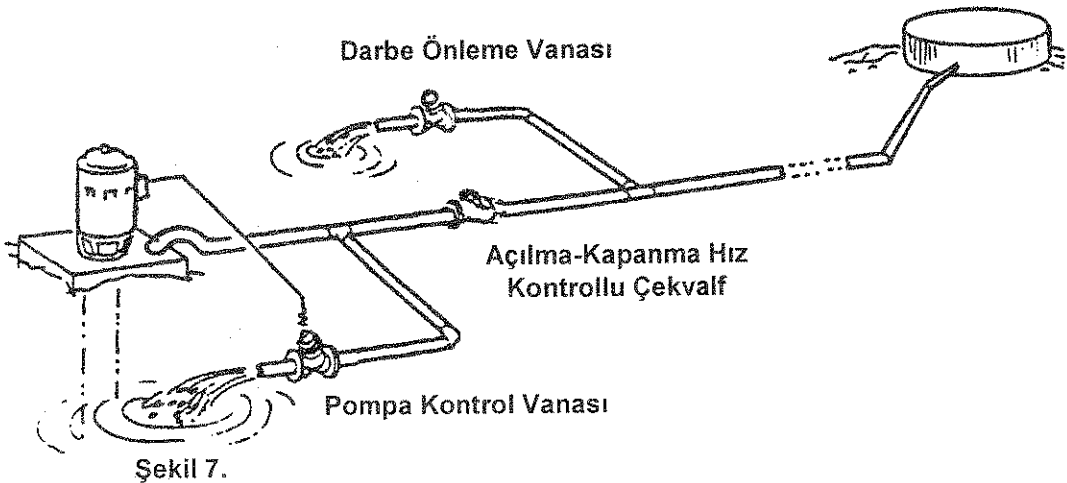 Darbe Önleme Vanası
Açılma-Kapanma Hız
Kontrollu Çekvalf
Pompa Kontrol Vanası
Şekil 7.